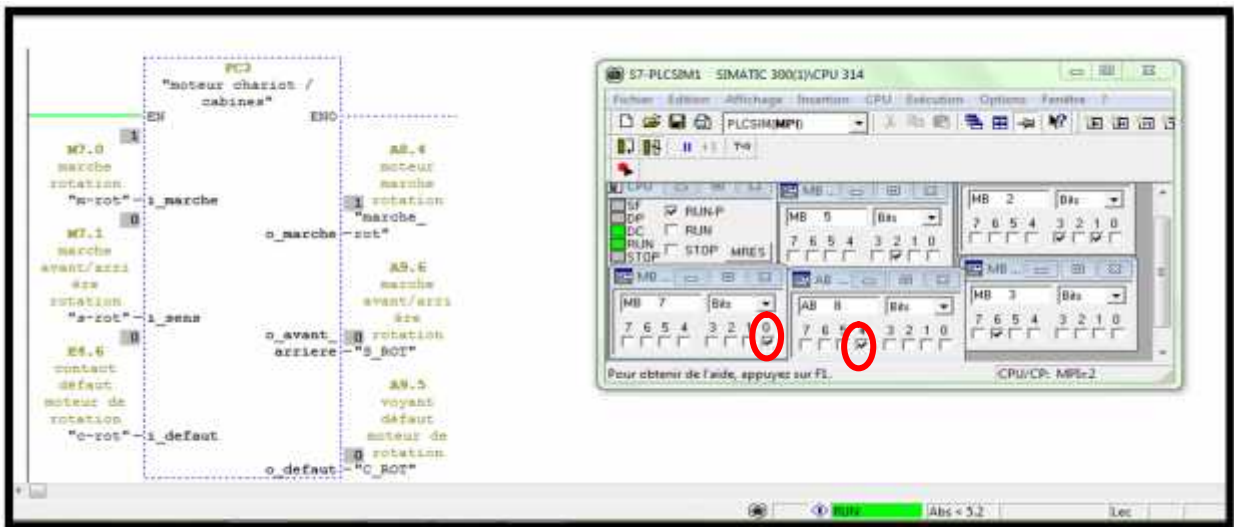 FC3
"moteur chariot /
cabines"
EN
ENO
1
M7.0
marche
rotation
"m-rot"
i_marche
0
M7.1
marche
avant/arri
ére
rotation
"s-rot"
i_sens
0
contact
défaut
moteur de
rotation
"c-rot"
i_defaut
A8.4
moteur
marche
1 rotation
"marche_
o_marche
rot"
A9.6
marche
avant/arri
ére
0 rotation
o_avant_
arriere
"S_ROT"
voyant
défaut
moteur de
0 rotation
o_defaut
"C_ROT"
S7-PLCSIM1 SIMATIC 300(1)\CPU 314
Fichier Edition Affichage Insertion CPU Exécution Options Fenêtre ?
PLCSIM(MPI)
+1
T=0
CPU
SF
DP
DC
RUN
STOP
RUN-P
RUN
STOP
MRES
MB ...
MB 5
Bits
7 6 5 4 3 2 1 0
MB 2
Bits
7 6 5 4 3 2 1 0
MB ...
MB 7
Bits
7 6 5 4 3 2 1 0
AB ...
AB 8
Bits
7 6 5 4 3 2 1 0
MB ...
MB 3
Bits
7 6 5 4 3 2 1 0
Pour obtenir de l'aide, appuyez sur F1.
CPU/CP: MPI=2
RUN
Abs < 5.2